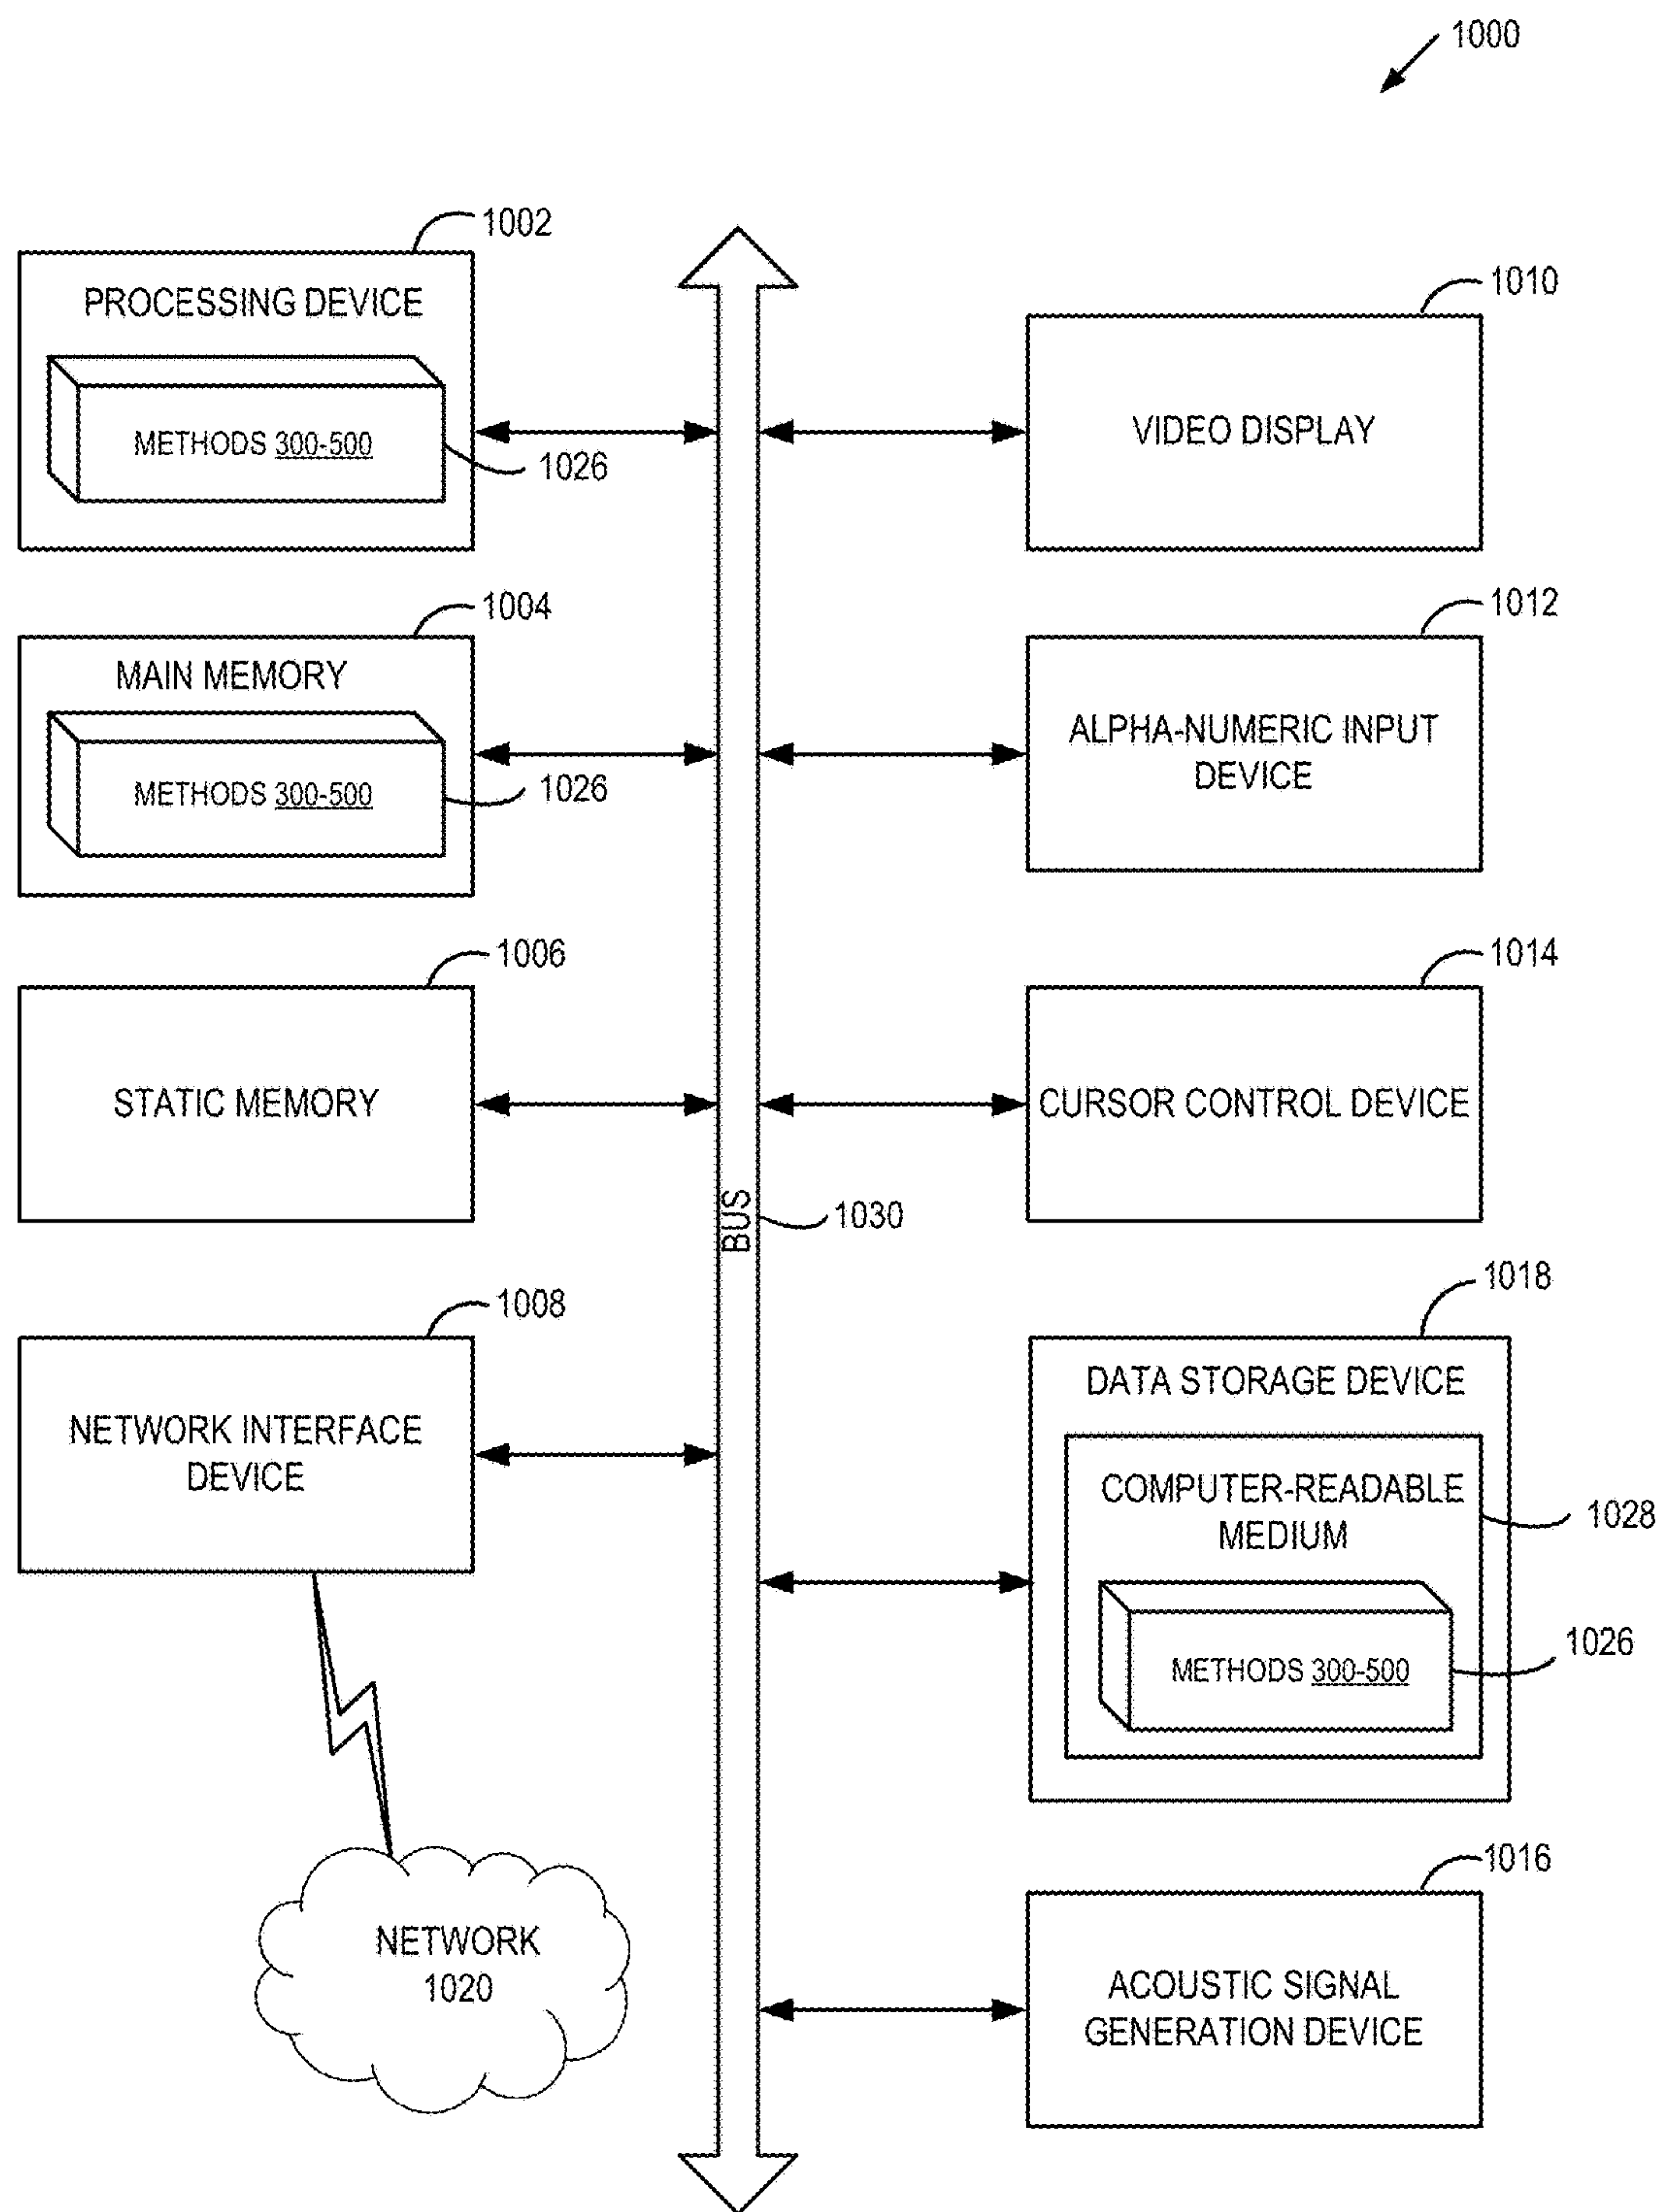 1000
1002
PROCESSING DEVICE
METHODS 300-500
1026
1010
VIDEO DISPLAY
1004
MAIN MEMORY
METHODS 300-500
1026
1012
ALPHA-NUMERIC INPUT
DEVICE
1006
STATIC MEMORY
1014
CURSOR CONTROL DEVICE
BUS
1030
1008
NETWORK INTERFACE
DEVICE
1018
DATA STORAGE DEVICE
COMPUTER-READABLE
MEDIUM
1028
METHODS 300-500
1026
NETWORK
1020
1016
ACOUSTIC SIGNAL
GENERATION DEVICE